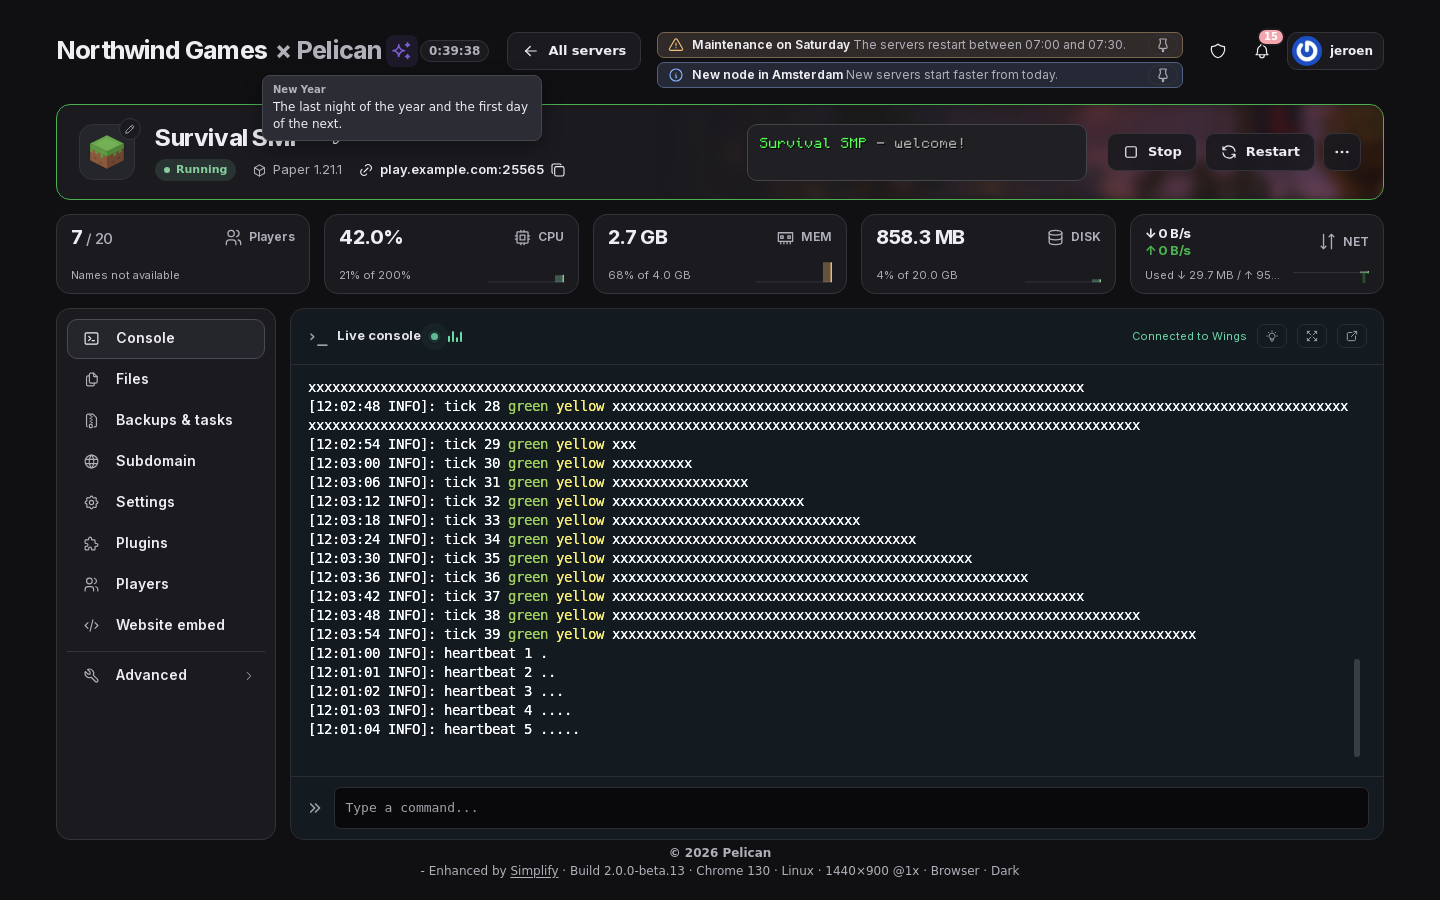 Northwind Games × Pelican
0:39:38
All servers
Maintenance on Saturday The servers restart between 07:00 and 07:30.
New node in Amsterdam New servers start faster from today.
15
jeroen
New Year
The last night of the year and the first day
of the next.
Survival SMP
Running
Paper 1.21.1
play.example.com:25565
Survival SMP - welcome!
Stop
Restart
7 / 20
Players
Names not available
42.0%
CPU
21% of 200%
2.7 GB
MEM
68% of 4.0 GB
858.3 MB
DISK
4% of 20.0 GB
↓ 0 B/s
↑ 0 B/s
NET
Used ↓ 29.7 MB / ↑ 95...
Console
Files
Backups & tasks
Subdomain
Settings
Plugins
Players
Website embed
Advanced
Live console
Connected to Wings
xxxxxxxxxxxxxxxxxxxxxxxxxxxxxxxxxxxxxxxxxxxxxxxxxxxxxxxxxxxxxxxxxxxxxxxxxxxxxxxxxxxxxxxxxxxxxxxxx
[12:02:48 INFO]: tick 28 green yellow xxxxxxxxxxxxxxxxxxxxxxxxxxxxxxxxxxxxxxxxxxxxxxxxxxxxxxxxxxxxxxxxxxxxxxxxxxxxxxxxxxxxxxxxxxxx
xxxxxxxxxxxxxxxxxxxxxxxxxxxxxxxxxxxxxxxxxxxxxxxxxxxxxxxxxxxxxxxxxxxxxxxxxxxxxxxxxxxxxxxxxxxxxxxxxxxxxxxx
[12:02:54 INFO]: tick 29 green yellow xxx
[12:03:00 INFO]: tick 30 green yellow xxxxxxxxxx
[12:03:06 INFO]: tick 31 green yellow xxxxxxxxxxxxxxxxx
[12:03:12 INFO]: tick 32 green yellow xxxxxxxxxxxxxxxxxxxxxxxx
[12:03:18 INFO]: tick 33 green yellow xxxxxxxxxxxxxxxxxxxxxxxxxxxxxxx
[12:03:24 INFO]: tick 34 green yellow xxxxxxxxxxxxxxxxxxxxxxxxxxxxxxxxxxxxxx
[12:03:30 INFO]: tick 35 green yellow xxxxxxxxxxxxxxxxxxxxxxxxxxxxxxxxxxxxxxxxxxxxx
[12:03:36 INFO]: tick 36 green yellow xxxxxxxxxxxxxxxxxxxxxxxxxxxxxxxxxxxxxxxxxxxxxxxxxxxx
[12:03:42 INFO]: tick 37 green yellow xxxxxxxxxxxxxxxxxxxxxxxxxxxxxxxxxxxxxxxxxxxxxxxxxxxxxxxxxxx
[12:03:48 INFO]: tick 38 green yellow xxxxxxxxxxxxxxxxxxxxxxxxxxxxxxxxxxxxxxxxxxxxxxxxxxxxxxxxxxxxxxxxxx
[12:03:54 INFO]: tick 39 green yellow xxxxxxxxxxxxxxxxxxxxxxxxxxxxxxxxxxxxxxxxxxxxxxxxxxxxxxxxxxxxxxxxxxxxxxxxx
[12:01:00 INFO]: heartbeat 1 .
[12:01:01 INFO]: heartbeat 2 ..
[12:01:02 INFO]: heartbeat 3 ...
[12:01:03 INFO]: heartbeat 4 ....
[12:01:04 INFO]: heartbeat 5 .....
Type a command...
© 2026 Pelican
- Enhanced by Simplify · Build 2.0.0-beta.13 · Chrome 130 · Linux · 1440×900 @1x · Browser · Dark